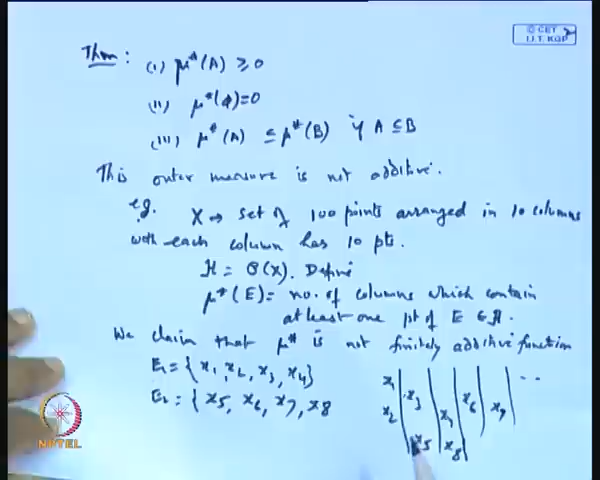 © CET
I.I.T. KGP
Thm: (i) μ*(A) ≥ 0
(ii) μ*(ϕ)=0
(iii) μ*(A) ≤ μ*(B) if A ⊆ B
This outer measure is not additive.
e.g. X → set of 100 points arranged in 10 columns
with each column has 10 pts.
H = P(X). Define
μ*(E) = no. of columns which contain
at least one pt of E ∈ H.
We claim that μ* is not finitely additive function
E₁ = {x₁, x₂, x₃, x₄}
E₂ = {x₅, x₆, x₇, x₈
x₁ x₃ x₆ x₉ ..
x₂ x₅ x₈
NPTEL